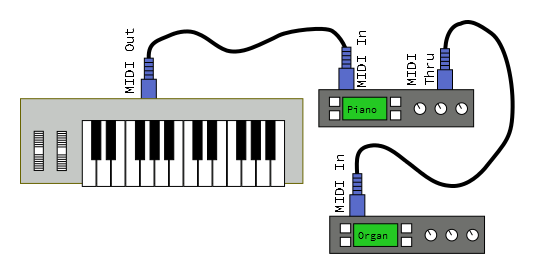 MIDI Out
MIDI In
MIDI
Thru
Piano
MIDI In
Organ